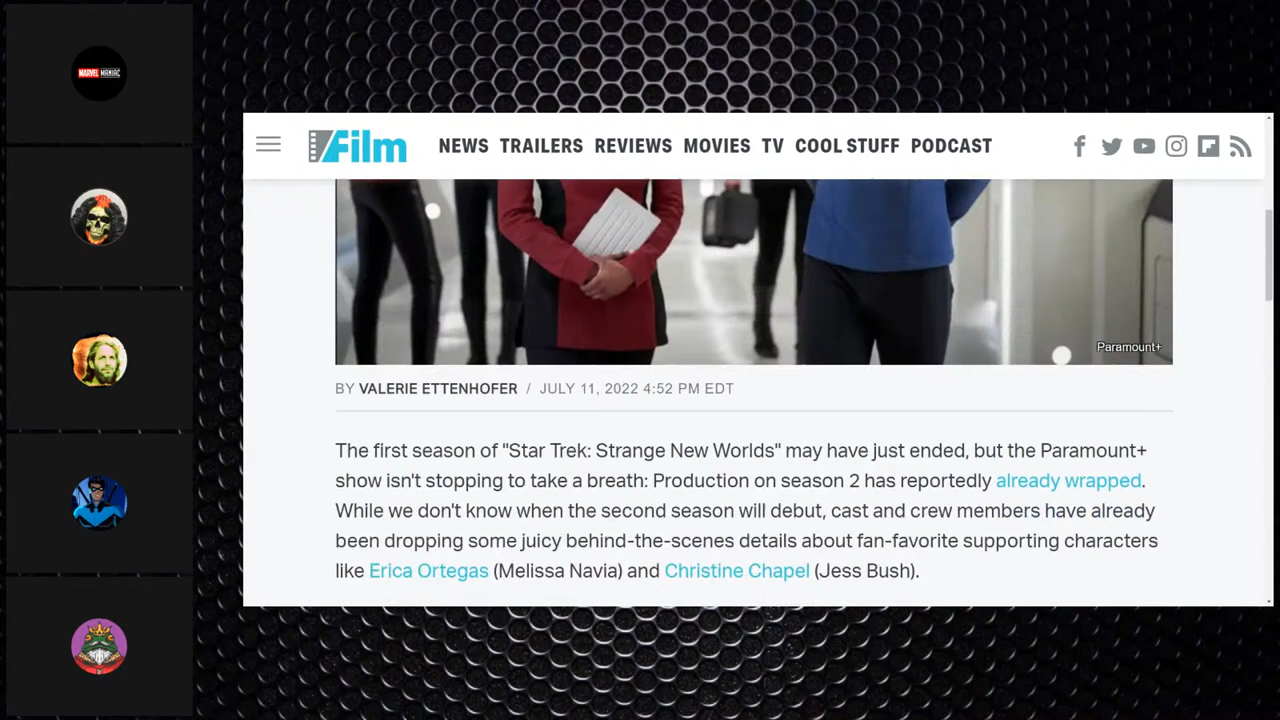 MARVEL MANIAC
/Film
NEWS TRAILERS REVIEWS MOVIES TV COOL STUFF PODCAST
Paramount+
BY VALERIE ETTENHOFER / JULY 11, 2022 4:52 PM EDT
The first season of "Star Trek: Strange New Worlds" may have just ended, but the Paramount+
show isn't stopping to take a breath: Production on season 2 has reportedly already wrapped.
While we don't know when the second season will debut, cast and crew members have already
been dropping some juicy behind-the-scenes details about fan-favorite supporting characters
like Erica Ortegas (Melissa Navia) and Christine Chapel (Jess Bush).